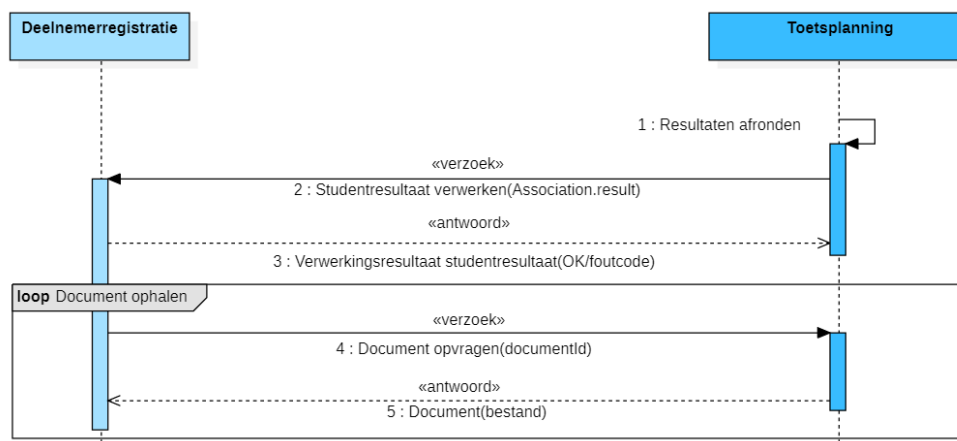 Deelnemerregistratie
Toetsplanning
1 : Resultaten afronden
«verzoek»
2 : Studentresultaat verwerken(Association.result)
«antwoord»
3 : Verwerkingsresultaat studentresultaat(OK/foutcode)
loop Document ophalen
«verzoek»
4 : Document opvragen(documentId)
«antwoord»
5 : Document(bestand)